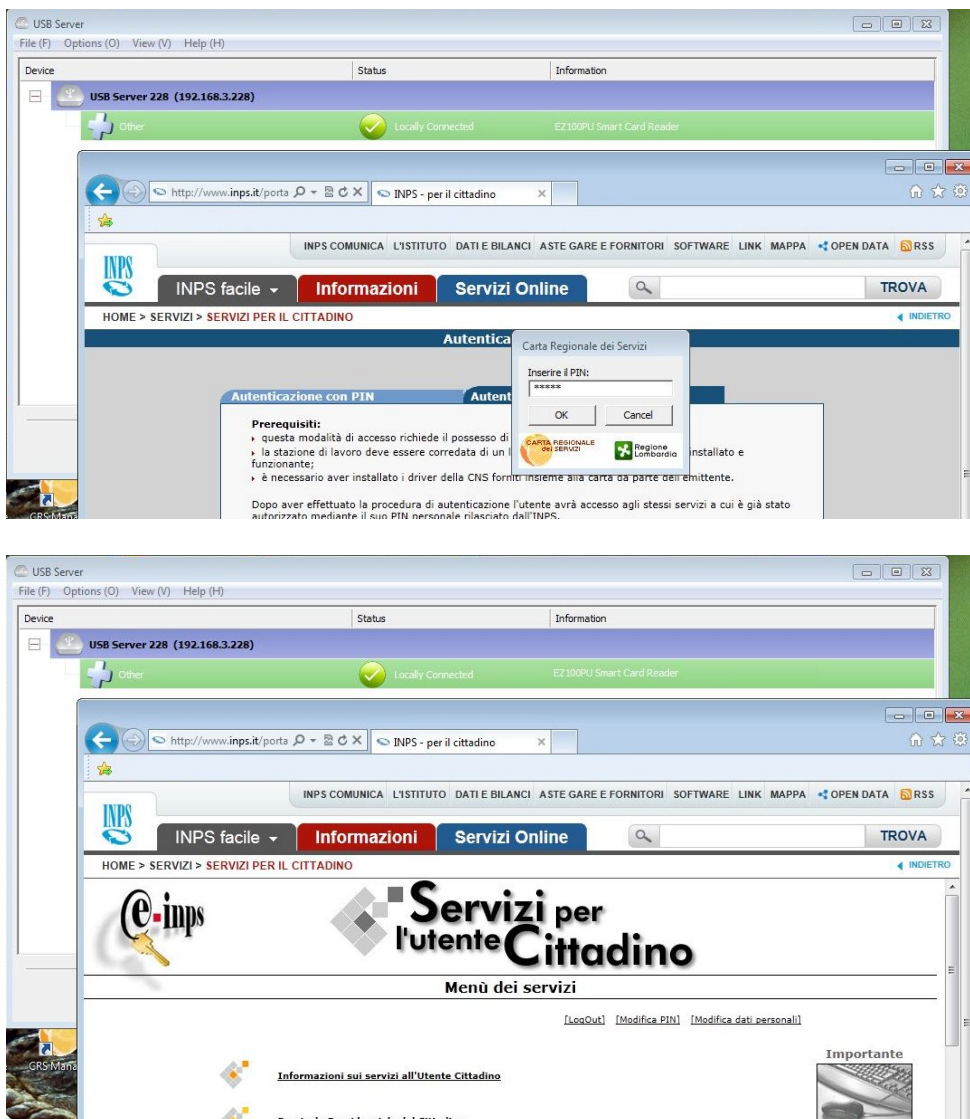 USB Server
File (F) Options (O) View (V) Help (H)
Device Status Information
USB Server 228 (192.168.3.228)
Other Locally Connected EZ100PU Smart Card Reader
http://www.inps.it/porta INPS - per il cittadino
INPS COMUNICA L'ISTITUTO DATI E BILANCI ASTE GARE E FORNITORI SOFTWARE LINK MAPPA OPEN DATA RSS
INPS
INPS facile Informazioni Servizi Online TROVA
HOME > SERVIZI > SERVIZI PER IL CITTADINO INDIETRO
Autentica
Carta Regionale dei Servizi
Inserire il PIN:
*****
OK Cancel
CARTA REGIONALE dei SERVIZI Regione Lombardia
Autenticazione con PIN Autent
Prerequisiti:
questa modalità di accesso richiede il possesso di
la stazione di lavoro deve essere corredata di un l installato e
funzionante;
è necessario aver installato i driver della CNS forniti insieme alla carta da parte dell'emittente.
Dopo aver effettuato la procedura di autenticazione l'utente avrà accesso agli stessi servizi a cui è già stato
autorizzato mediante il suo PIN personale rilasciato dall'INPS.
CRS-Mana
USB Server
File (F) Options (O) View (V) Help (H)
Device Status Information
USB Server 228 (192.168.3.228)
Other Locally Connected EZ100PU Smart Card Reader
http://www.inps.it/porta INPS - per il cittadino
INPS COMUNICA L'ISTITUTO DATI E BILANCI ASTE GARE E FORNITORI SOFTWARE LINK MAPPA OPEN DATA RSS
INPS
INPS facile Informazioni Servizi Online TROVA
HOME > SERVIZI > SERVIZI PER IL CITTADINO INDIETRO
e-inps
Servizi per
l'utente Cittadino
Menù dei servizi
[LogOut] [Modifica PIN] [Modifica dati personali]
Importante
CRS-Mana
Informazioni sui servizi all'Utente Cittadino